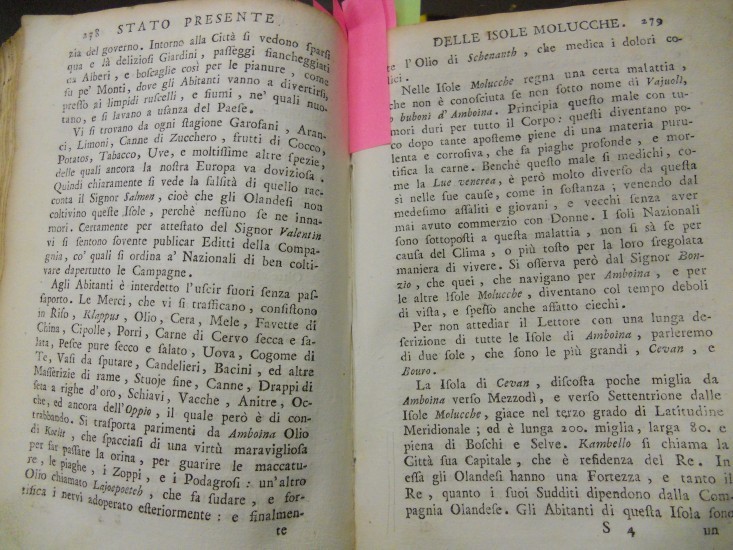 278 STATO PRESENTE
zia del governo. Intorno alla Città si vedono sparsi
qua e là deliziosi Giardini, passeggi fiancheggiati
da Alberi, e boscaglie così per le pianure, come
su pe' Monti, dove gli Abitanti vanno a divertirsi,
presso ai limpidi ruscelli, e fiumi, ne' quali nuo-
tano, e si lavano a usanza del Paese.
Vi si trovano da ogni stagione Garofani, Aran-
ci, Limoni, Canne di Zucchero, frutti di Cocco,
Potatos, Tabacco, Uve, e moltissime altre spezie,
delle quali ancora la nostra Europa va doviziosa.
Quindi chiaramente si vede la falsità di quello rac-
conta il Signor Salmon, cioè che gli Olandesi non
coltivino queste Isole, perchè nessuno se ne inna-
mori. Certamente per attestato del Signor Valentin
vi si sentono sovente publicar Editti della Compa-
gnia, co' quali si ordina a' Nazionali di ben colti-
vare dapertutto le Campagne.
Agli Abitanti è interdetto l'uscir fuori senza pas-
saporto. Le Merci, che vi si trafficano, consistono
in Riso, Klappus, Olio, Cera, Mele, Favette di
China, Cipolle, Porri, Carne di Cervo secca e sa-
lata, Pesce pure secco e salato, Uova, Cogome di
Te, Vasi da sputare, Candelieri, Bacini, ed altre
Masserizie di rame, Stuoje fine, Canne, Drappi di
seta a righe d'oro, Schiavi, Vacche, Anitre, Oc-
che, ed ancora dell'Oppio, il quale però è di con-
trabbando. Si trasporta parimenti da Amboina Olio
di che spacciasi di una virtù maravigliosa
per far passare la orina, per guarire le maccatu-
re, le piaghe, i Zoppi, e i Podagrosi: un'altro
Olio chiamato Lajoepoeteh, che fa sudare, e for-
tifica i nervi adoperato esteriormente: e finalmen-
te
DELLE ISOLE MOLUCCHE. 279
te l'Olio di Schenanth, che medica i dolori co-
lici.
Nelle Isole Molucche regna una certa malattia,
che non è conosciuta se non sotto nome di Vajuoli,
o buboni d'Amboina. Principia questo male con tu-
mori duri per tutto il Corpo: questi diventano po-
co dopo tante aposteme piene di una materia puru-
lenta e corrosiva, che fa piaghe profonde, e mor-
tifica la carne. Benchè questo male si medichi, co-
me la Lue venerea, è però molto diverso da questa
sì nelle sue cause, come in sostanza; venendo dal
medesimo assaliti e giovani, e vecchi senza aver
mai avuto commerzio con Donne. I soli Nazionali
sono sottoposti a questa malattia, non si sà se per
causa del Clima, o più tosto per la loro sregolata
maniera di vivere. Si osserva però dal Signor Bon-
zio, che quei, che navigano per Amboina, e per
le altre Isole Molucche, diventano col tempo deboli
di vista, e spesso anche affatto ciechi.
Per non attediar il Lettore con una lunga de-
scrizione di tutte le Isole di Amboina, parleremo
di due sole, che sono le più grandi, Cevan, e
Bouro.
La Isola di Cevan, discosta poche miglia da
Amboina verso Mezzodì, e verso Settentrione dalle
Isole Molucche, giace nel terzo grado di Latitudine
Meridionale; ed è lunga 200. miglia, larga 80. e
piena di Boschi e Selve. Kambello si chiama la
Città sua Capitale, che è residenza del Re. In
essa gli Olandesi hanno una Fortezza, e tanto il
Re, quanto i suoi Sudditi dipendono dalla Com-
pagnia Olandese. Gli Abitanti di questa Isola sono
S 4 un